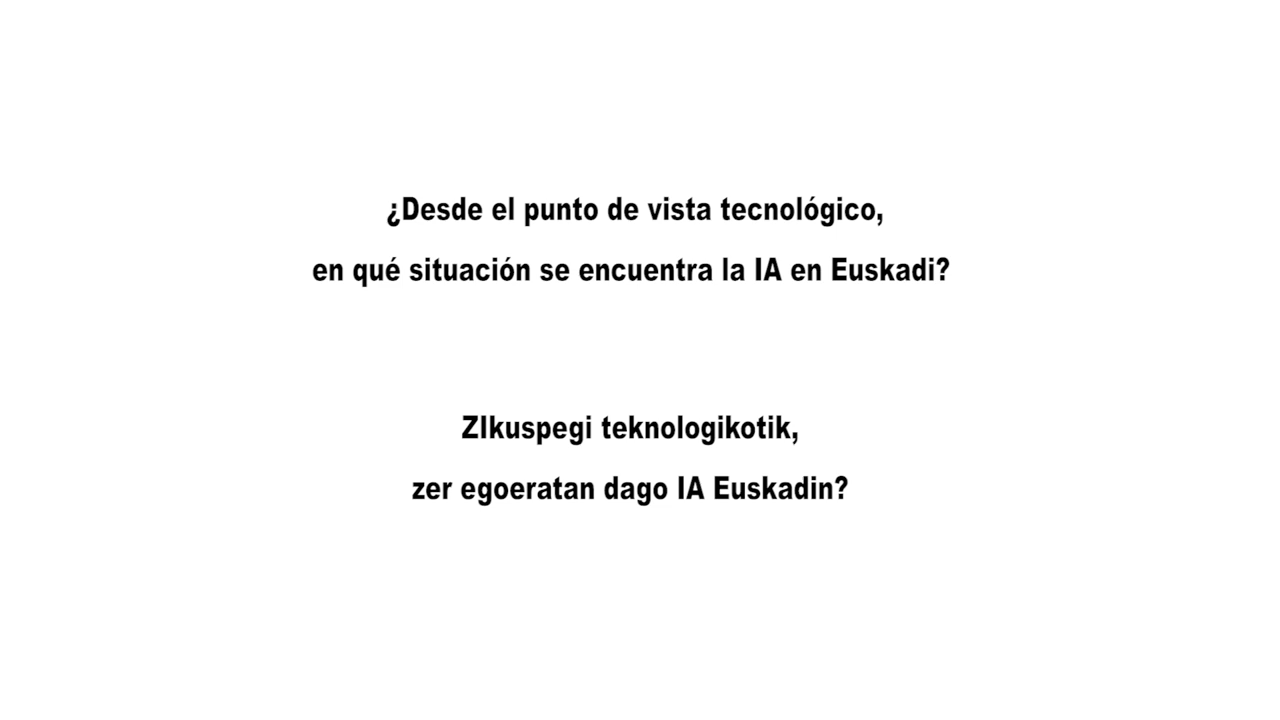 ¿Desde el punto de vista tecnológico,
en qué situación se encuentra la IA en Euskadi?
ZIkuspegi teknologikotik,
zer egoeratan dago IA Euskadin?